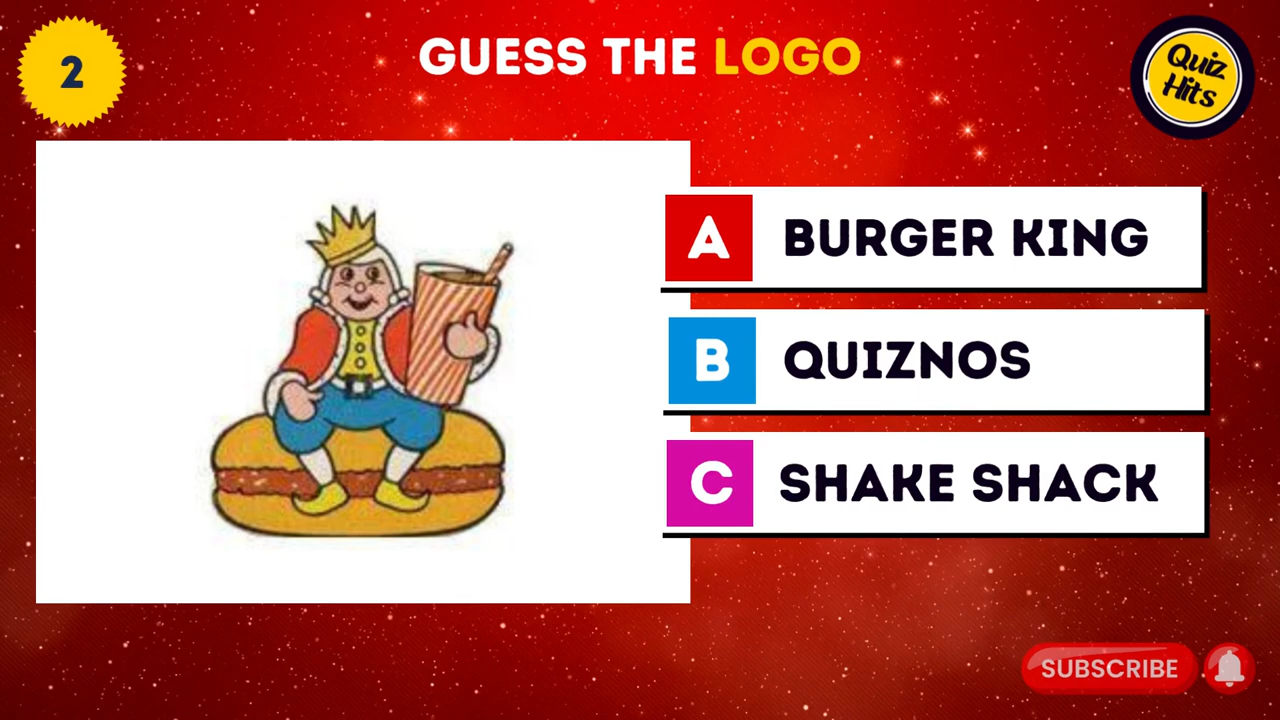 2
GUESS THE LOGO
Quiz
Hits
A BURGER KING
B QUIZNOS
C SHAKE SHACK
SUBSCRIBE